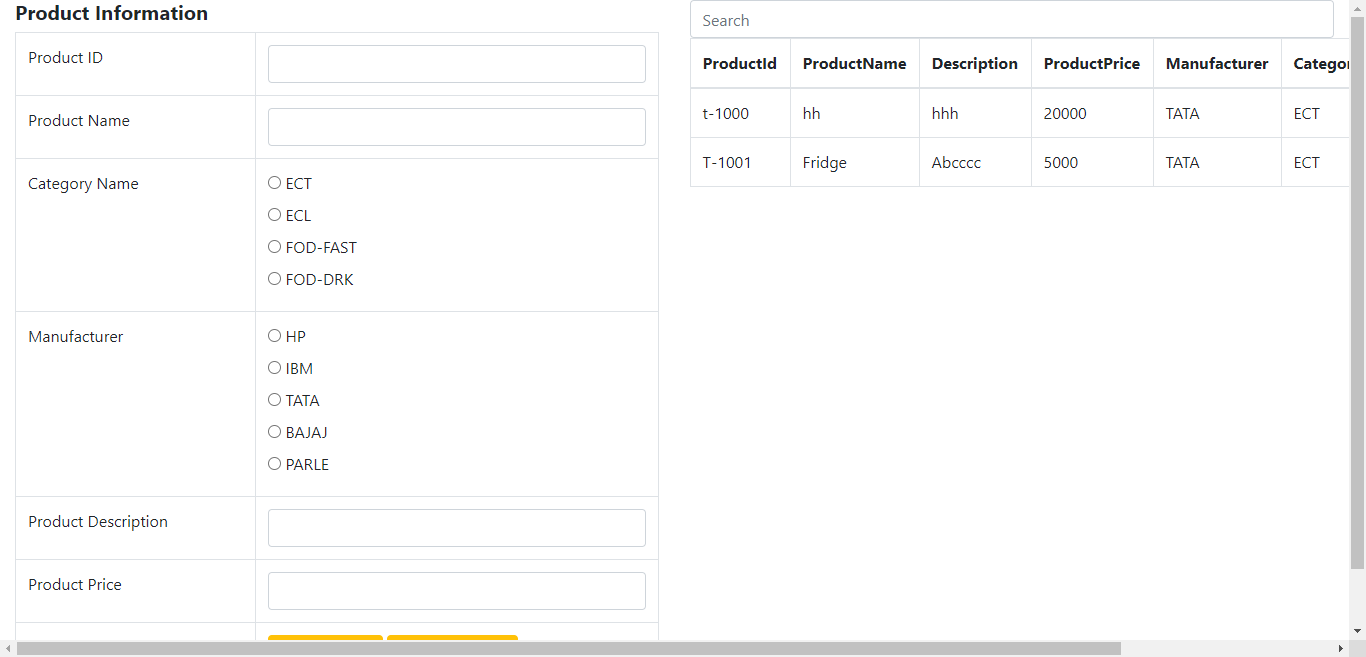 Product Information
Product ID
Product Name
Category Name
ECT
ECL
FOD-FAST
FOD-DRK
Manufacturer
HP
IBM
TATA
BAJAJ
PARLE
Product Description
Product Price
Search
ProductId ProductName Description ProductPrice Manufacturer Categor
t-1000 hh hhh 20000 TATA ECT
T-1001 Fridge Abcccc 5000 TATA ECT